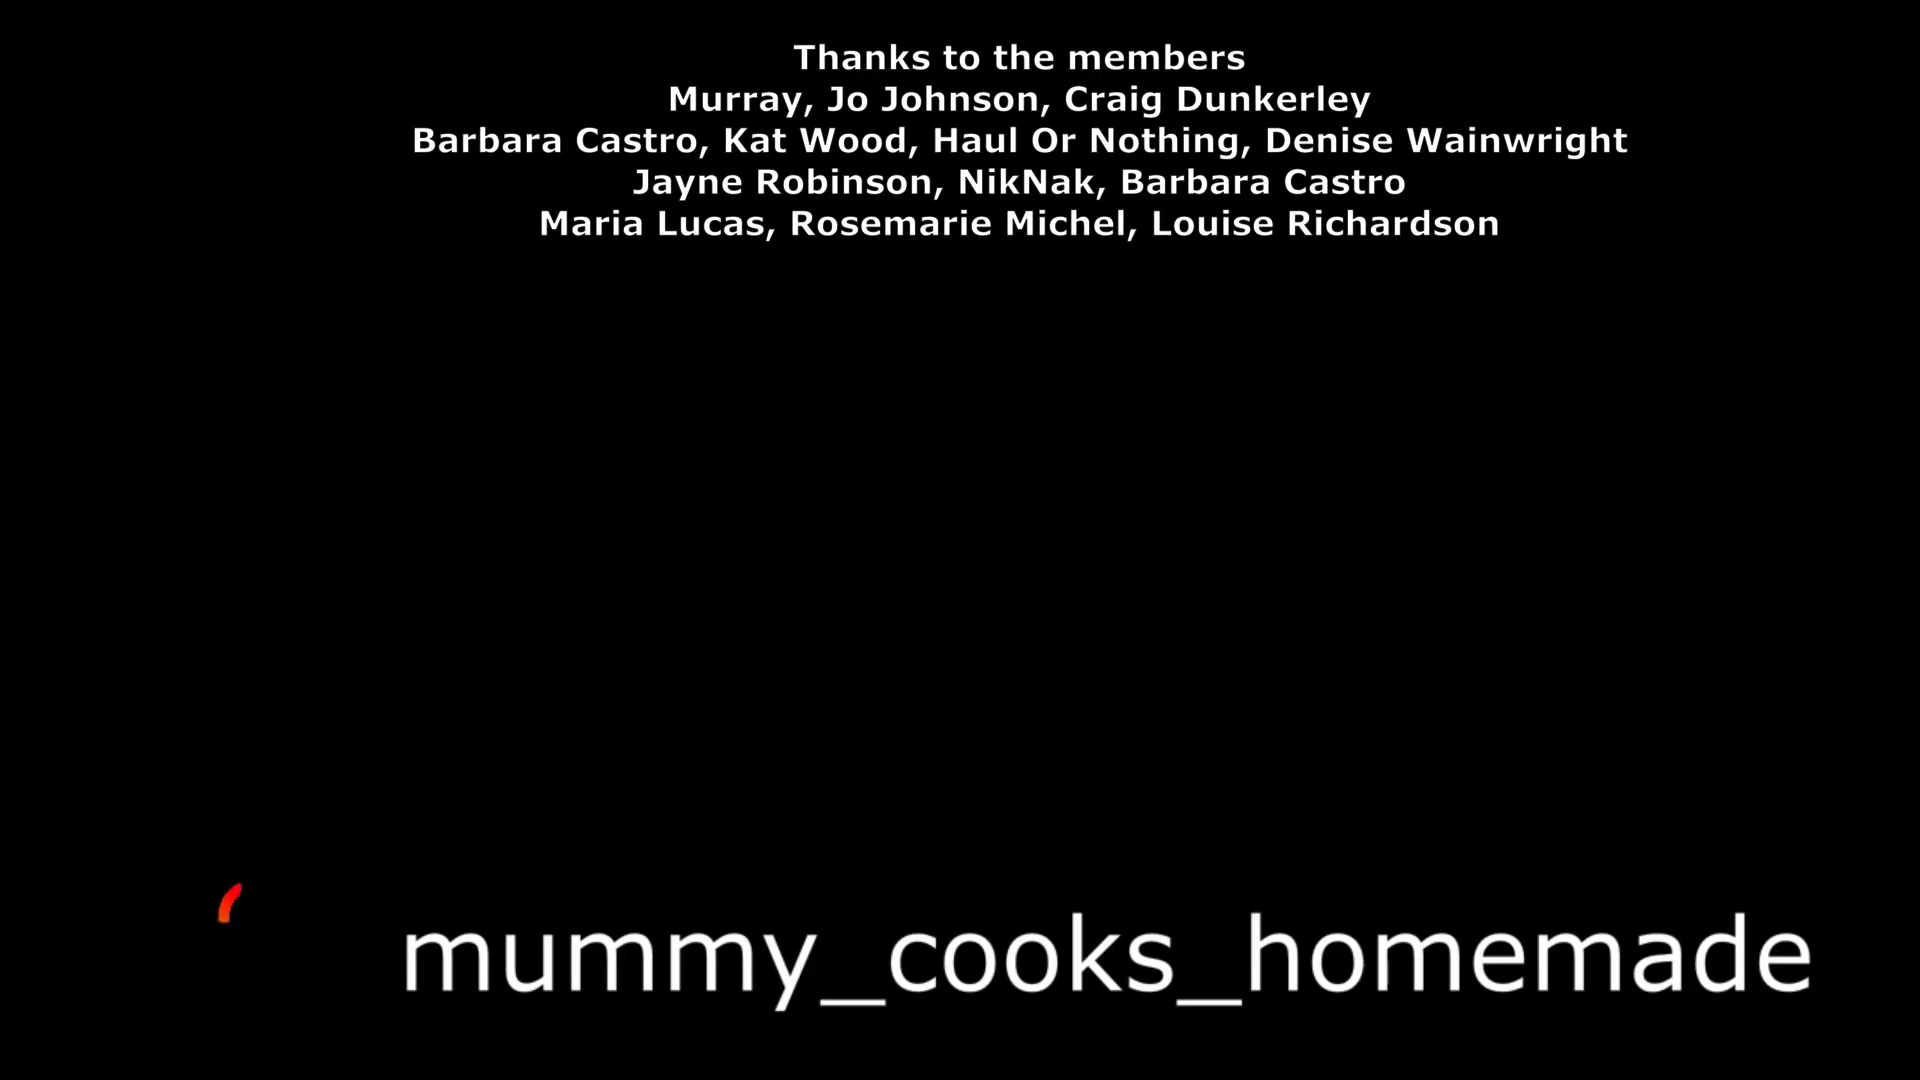 Thanks to the members
Murray, Jo Johnson, Craig Dunkerley
Barbara Castro, Kat Wood, Haul Or Nothing, Denise Wainwright
Jayne Robinson, NikNak, Barbara Castro
Maria Lucas, Rosemarie Michel, Louise Richardson
mummy_cooks_homemade